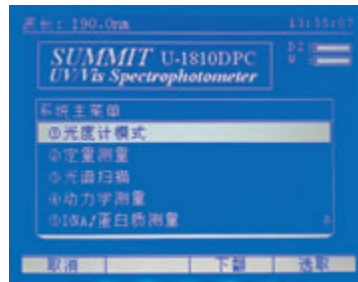 波长: 190.0nm 13:35:07
SUMMIT U-1810DPC
UV/Vis Spectrophotometer
D2
W
系统主菜单
①光度计模式
②定量测量
③光谱扫描
④动力学测量
⑤DNA/蛋白质测量
取消 下翻 选取